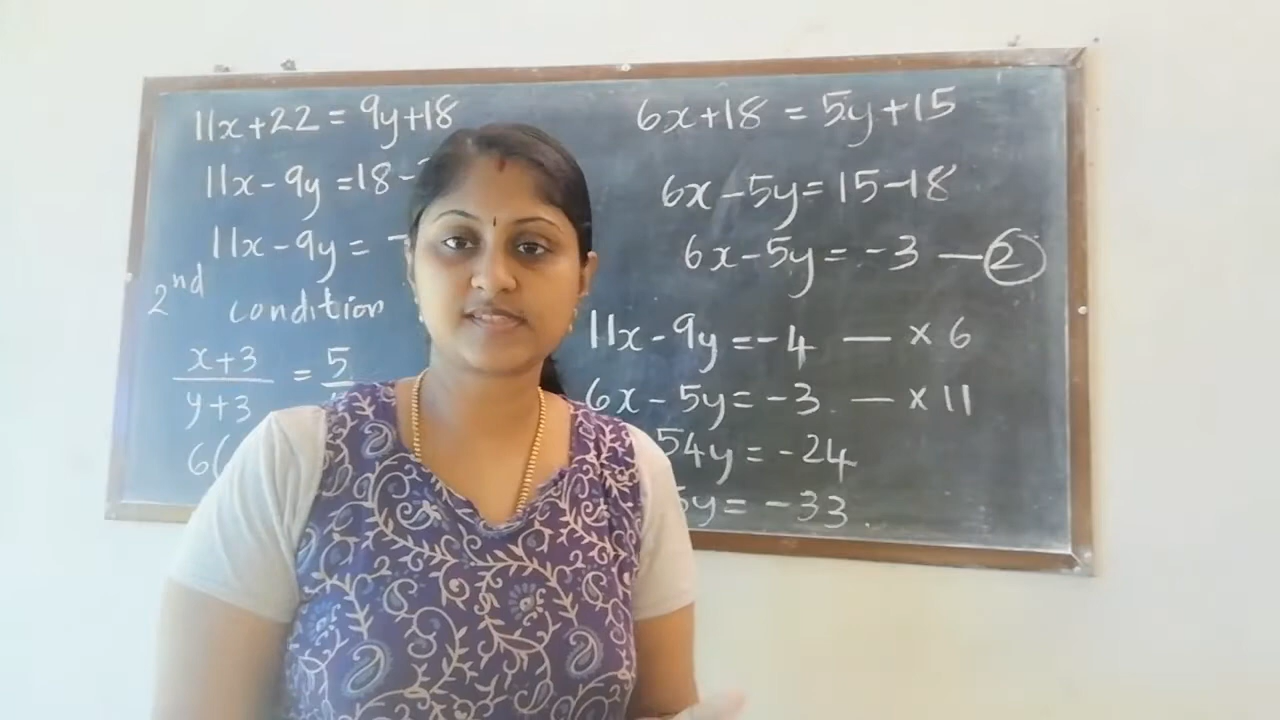 11x+22 = 9y+18
11x-9y =18-
11x-9y = -
2nd condition
x+3
y+3
=
5
6(
6x+18 = 5y+15
6x-5y= 15-18
6x-5y= -3 — 2
11x-9y=-4 — × 6
6x-5y= -3 — × 11
54y= -24
5y= -33